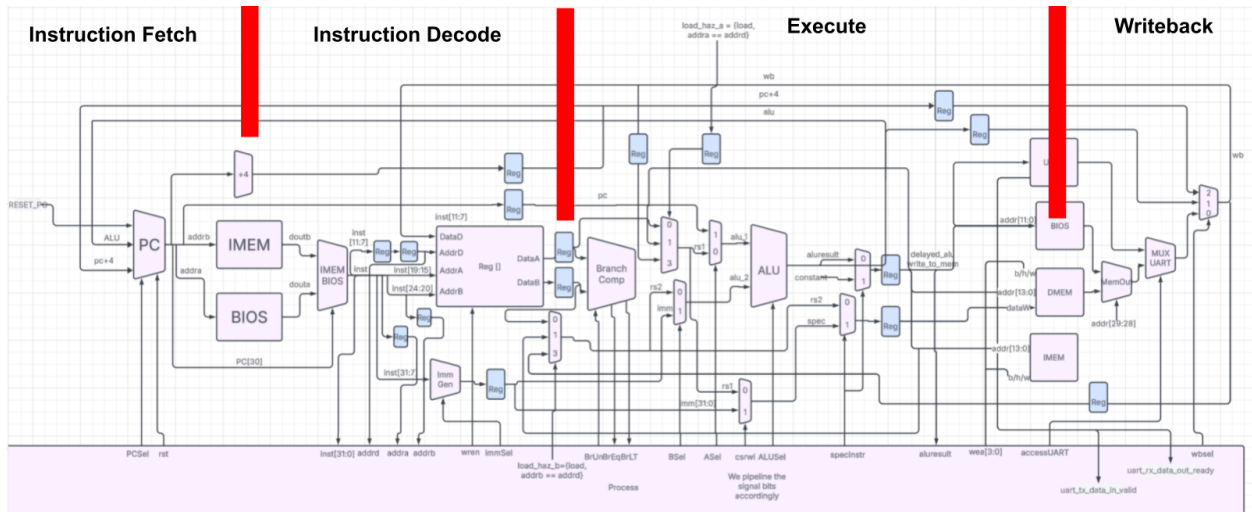 Instruction Fetch
Instruction Decode
Execute
Writeback
load_haz_a = {load,
addra == addrd}
wb
pc+4
alu
Reg
Reg
Reg
Reg
wb
+4
Reg
pc
Reg
RESET_PC
inst[11:7]
2
1
0
ALU
PC
pc+4
addrb
IMEM
doutb
addra
BIOS
douta
IMEM
BIOS
PC[30]
inst
[11:7]
Reg
Reg
inst
inst[19:15]
inst[24:20]
DataD
AddrD
AddrA
AddrB
Reg []
DataA
DataB
Reg
Reg
Branch
Comp
0
1
3
rs1
1
0
alu_1
alu_2
ALU
aluresult
constant
0
1
Reg
delayed_alu_
write_to_mem
addr[11:0]
BIOS
b/h/w
addr[13:0]
dataW
DMEM
MemOut
MUX
UART
addr[29:28]
addr[13:0]
b/h/w
IMEM
Reg
Reg
Reg
inst[31:7]
Imm
Gen
Reg
0
1
3
rs2
imm
0
1
rs2
spec
0
1
Reg
rs1
imm[31:0]
0
1
PCSel
rst
Inst[31:0]
addrd
addra
addrb
wren
immSel
load_haz_b={load,
addrb == addrd}
BrUn
BrEq
BrLT
Process
BSel
ASel
csrwi
ALUSel
We pipeline the
signal bits
accordingly
specInstr
aluresult
wea[3:0]
accessUART
uart_tx_data_in_valid
uart_rx_data_out_ready
wbsel